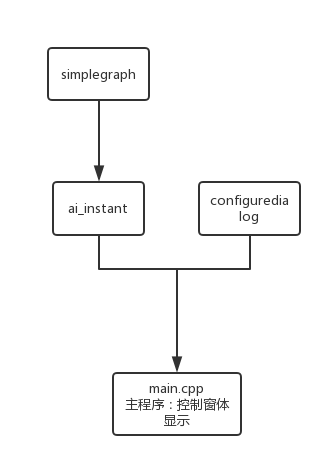 simplegraph
ai_instant
configuredia
log
main.cpp
主程序：控制窗体
显示